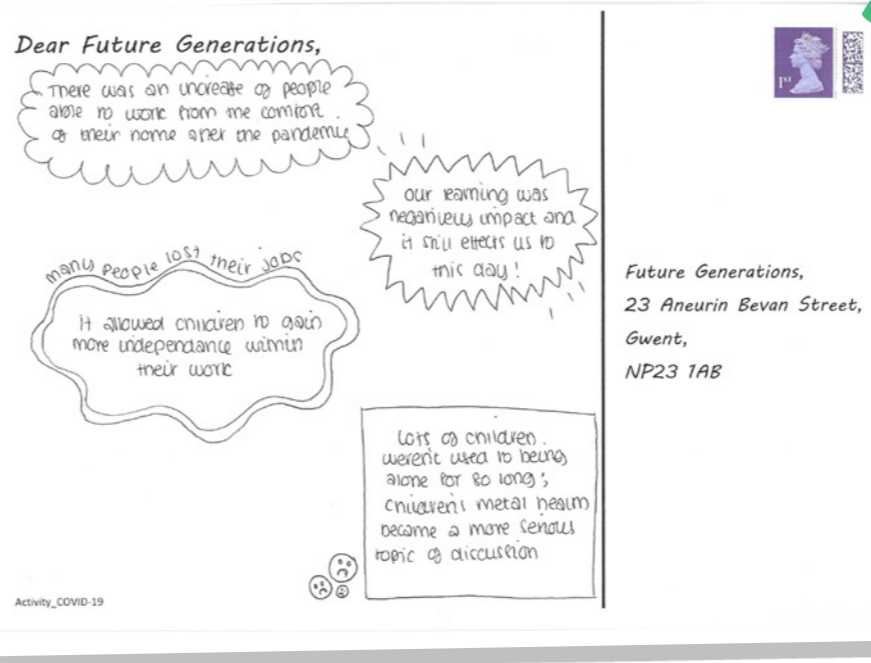 Dear Future Generations,
There was an increase of people
able to work from the comfort
of their home after the pandemic
our learning was
negatively impact and
it still effects us to
this day!
many people lost their jobs
it allowed children to gain
more independance within
their work
Lots of children
weren't used to being
alone for so long;
children's metal health
became a more serious
topic of discussion
Activity_COVID-19
1ST
Future Generations,
23 Aneurin Bevan Street,
Gwent,
NP23 1AB